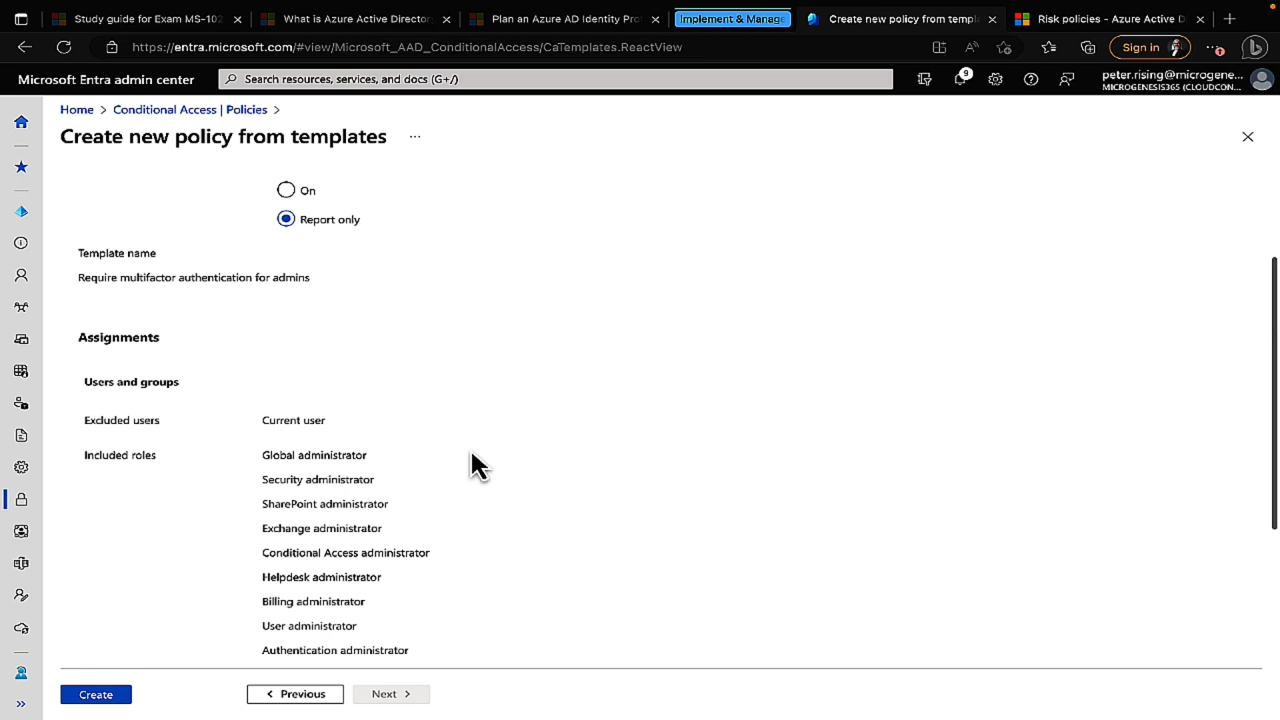 Study guide for Exam MS-102
What is Azure Active Director
Plan an Azure AD Identity Pro
Implement & Manage
Create new policy from templ
Risk policies - Azure Active D
https://entra.microsoft.com/#view/Microsoft_AAD_ConditionalAccess/CaTemplates.ReactView
Sign in
Microsoft Entra admin center
Search resources, services, and docs (G+/)
9
peter.rising@microgene...
MICROGENESIS365 (CLOUDCON...
Home > Conditional Access | Policies >
Create new policy from templates ...
On
Report only
Template name
Require multifactor authentication for admins
Assignments
Users and groups
Excluded users Current user
Included roles Global administrator
Security administrator
SharePoint administrator
Exchange administrator
Conditional Access administrator
Helpdesk administrator
Billing administrator
User administrator
Authentication administrator
Create < Previous Next >